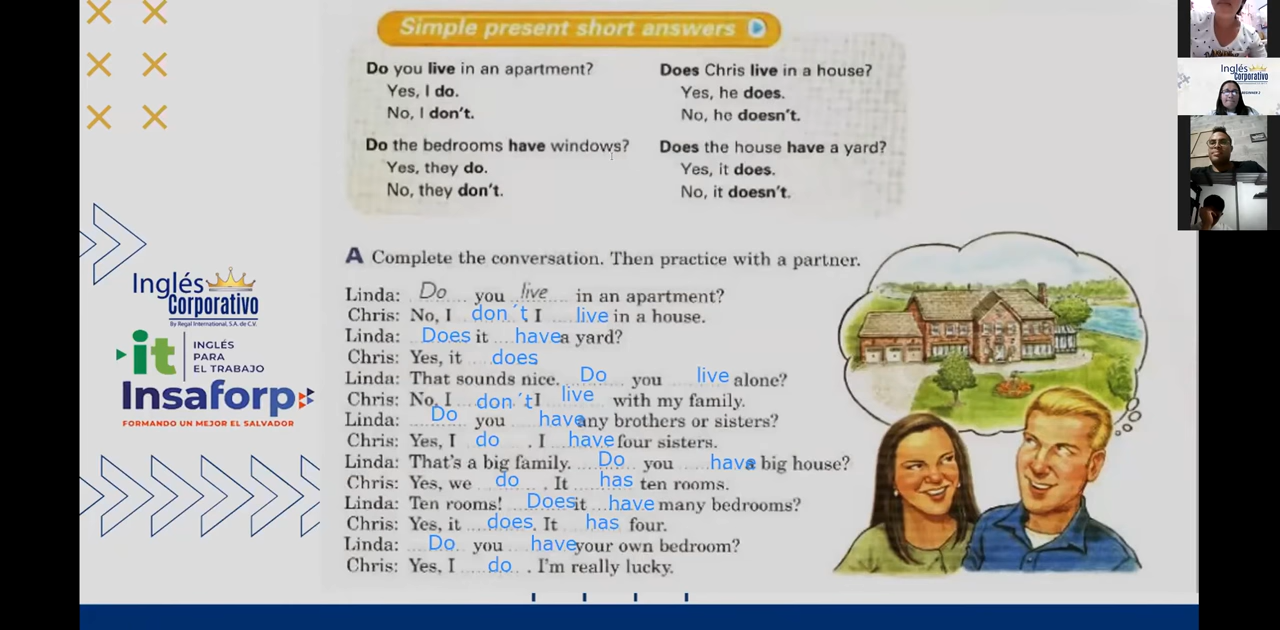 Simple present short answers
Do you live in an apartment?
Yes, I do.
No, I don't.
Do the bedrooms have windows?
Yes, they do.
No, they don't.
Does Chris live in a house?
Yes, he does.
No, he doesn't.
Does the house have a yard?
Yes, it does.
No, it doesn't.
A Complete the conversation. Then practice with a partner.
Linda: Do you live in an apartment?
Chris: No, I don´t. I live in a house.
Linda: Does it have a yard?
Chris: Yes, it does.
Linda: That sounds nice. Do you live alone?
Chris: No, I don´t. I live with my family.
Linda: Do you have any brothers or sisters?
Chris: Yes, I do. I have four sisters.
Linda: That's a big family. Do you have a big house?
Chris: Yes, we do. It has ten rooms.
Linda: Ten rooms! Does it have many bedrooms?
Chris: Yes, it does. It has four.
Linda: Do you have your own bedroom?
Chris: Yes, I do. I'm really lucky.
Inglés
Corporativo
By Regal International, S.A. de C.V.
it INGLÉS
PARA
EL TRABAJO
Insaforp
FORMANDO UN MEJOR EL SALVADOR
Inglés
Corporativo